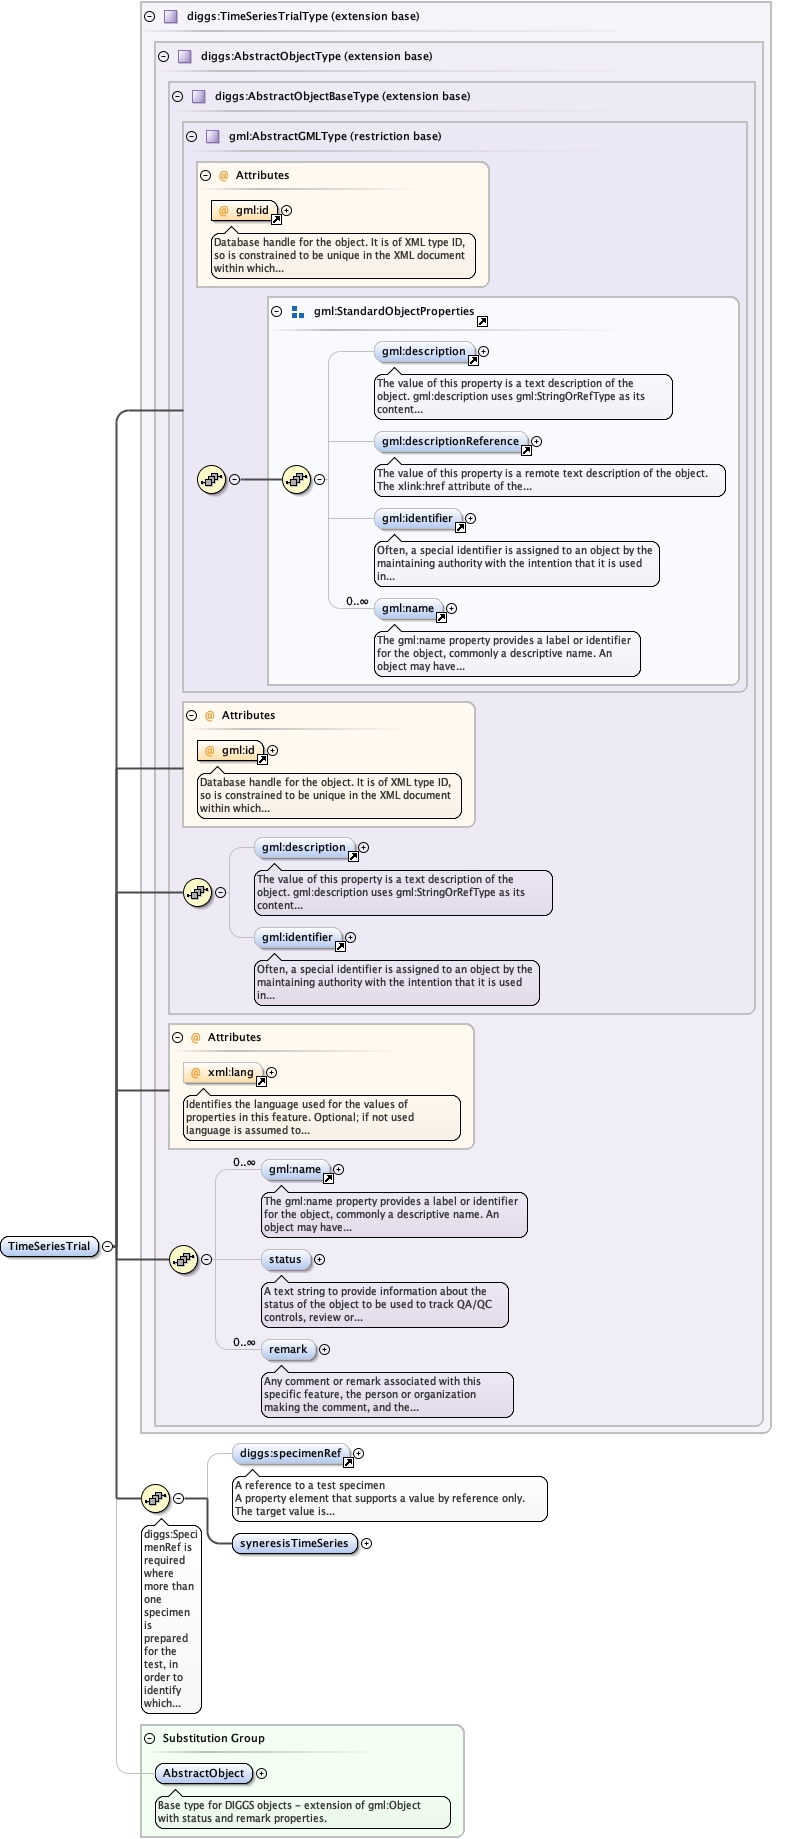 diggs:TimeSeriesTrialType (extension base)
diggs:AbstractObjectType (extension base)
diggs:AbstractObjectBaseType (extension base)
gml:AbstractGMLType (restriction base)
@ Attributes
@ gml:id
Database handle for the object. It is of XML type ID,
so is constrained to be unique in the XML document
within which...
gml:StandardObjectProperties
gml:description
The value of this property is a text description of the
object. gml:description uses gml:StringOrRefType as its
content...
gml:descriptionReference
The value of this property is a remote text description of the object.
The xlink:href attribute of the...
gml:identifier
Often, a special identifier is assigned to an object by the
maintaining authority with the intention that it is used
in...
0..∞
gml:name
The gml:name property provides a label or identifier
for the object, commonly a descriptive name. An
object may have...
@ Attributes
@ gml:id
Database handle for the object. It is of XML type ID,
so is constrained to be unique in the XML document
within which...
gml:description
The value of this property is a text description of the
object. gml:description uses gml:StringOrRefType as its
content...
gml:identifier
Often, a special identifier is assigned to an object by the
maintaining authority with the intention that it is used
in...
@ Attributes
@ xml:lang
Identifies the language used for the values of
properties in this feature. Optional; if not used
language is assumed to...
0..∞
gml:name
The gml:name property provides a label or identifier
for the object, commonly a descriptive name. An
object may have...
TimeSeriesTrial
status
A text string to provide information about the
status of the object to be used to track QA/QC
controls, review or...
0..∞
remark
Any comment or remark associated with this
specific feature, the person or organization
making the comment, and the...
diggs:specimenRef
A reference to a test specimen
A property element that supports a value by reference only.
The target value is...
syneresisTimeSeries
diggs:Speci
menRef is
required
where
more than
one
specimen
is
prepared
for the
test, in
order to
identify
which...
Substitution Group
AbstractObject
Base type for DIGGS objects – extension of gml:Object
with status and remark properties.